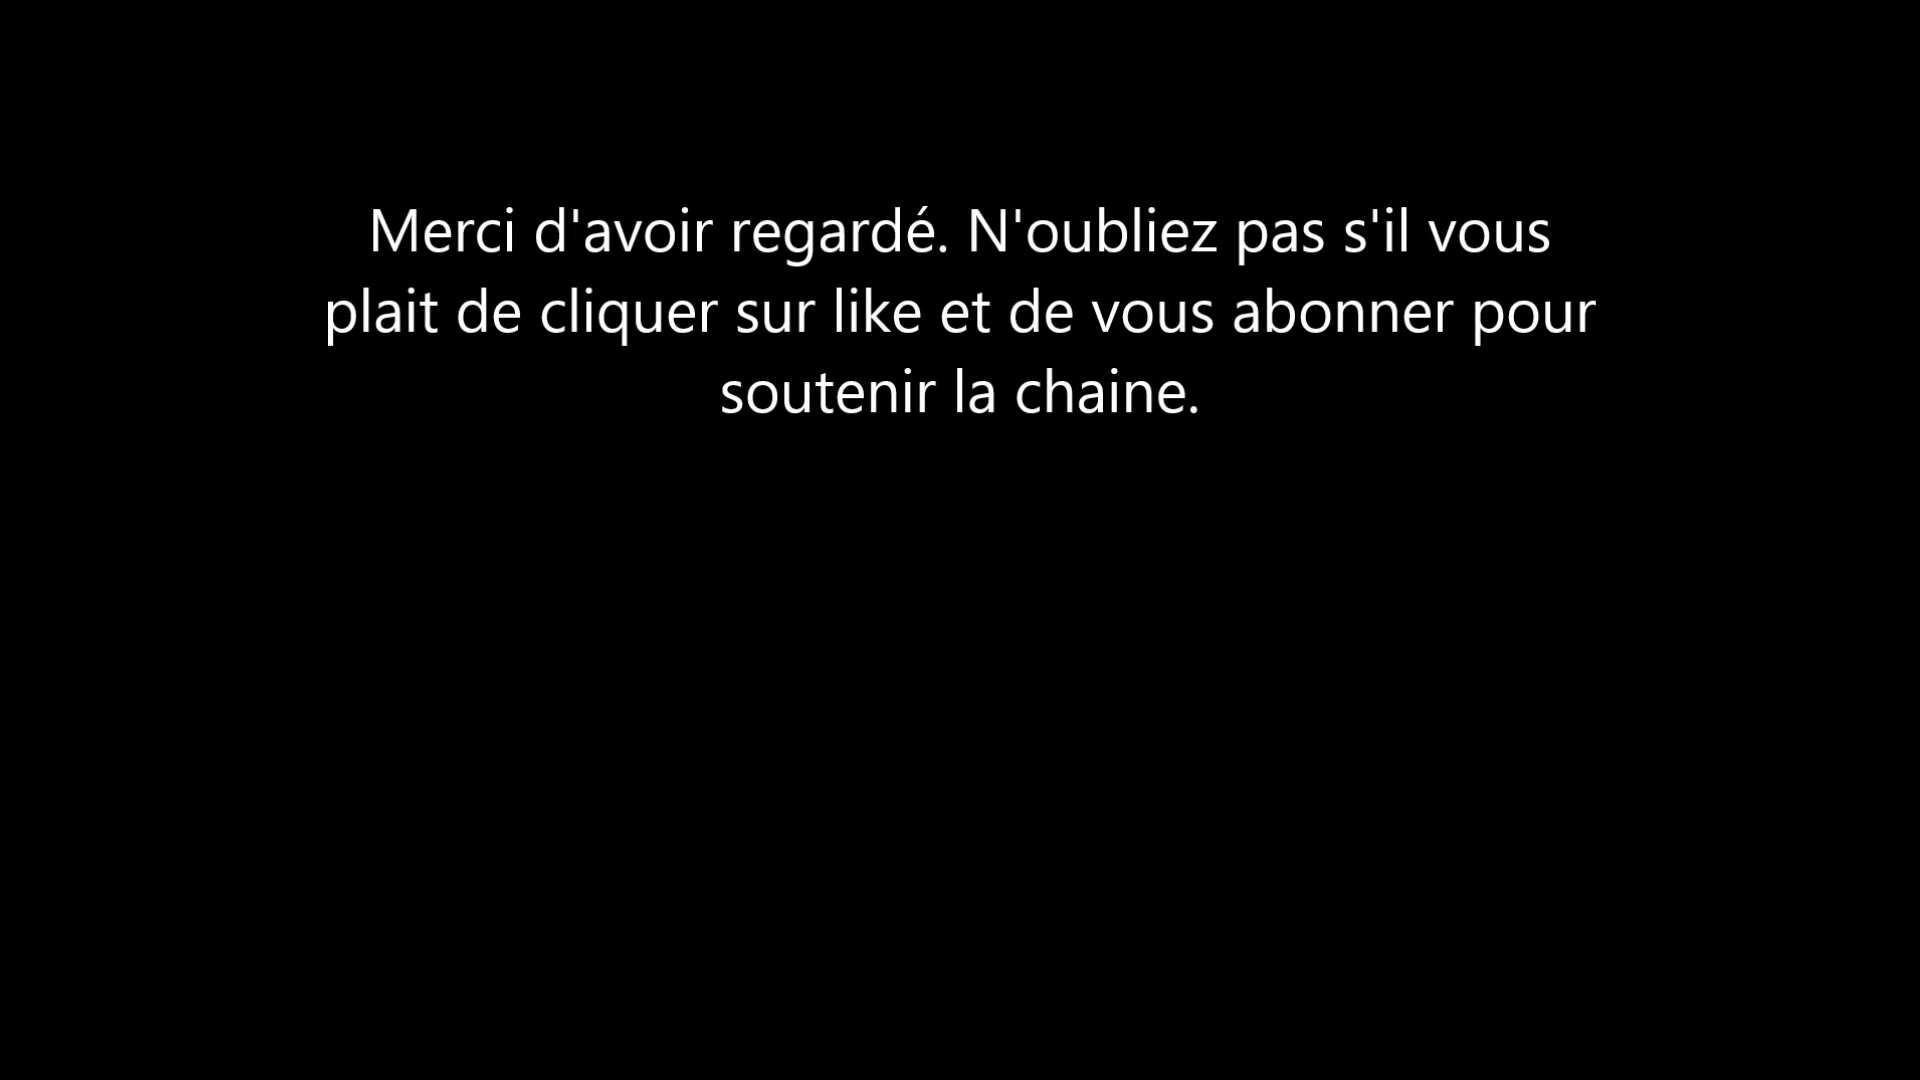 Merci d'avoir regardé. N'oubliez pas s'il vous
plait de cliquer sur like et de vous abonner pour
soutenir la chaine.